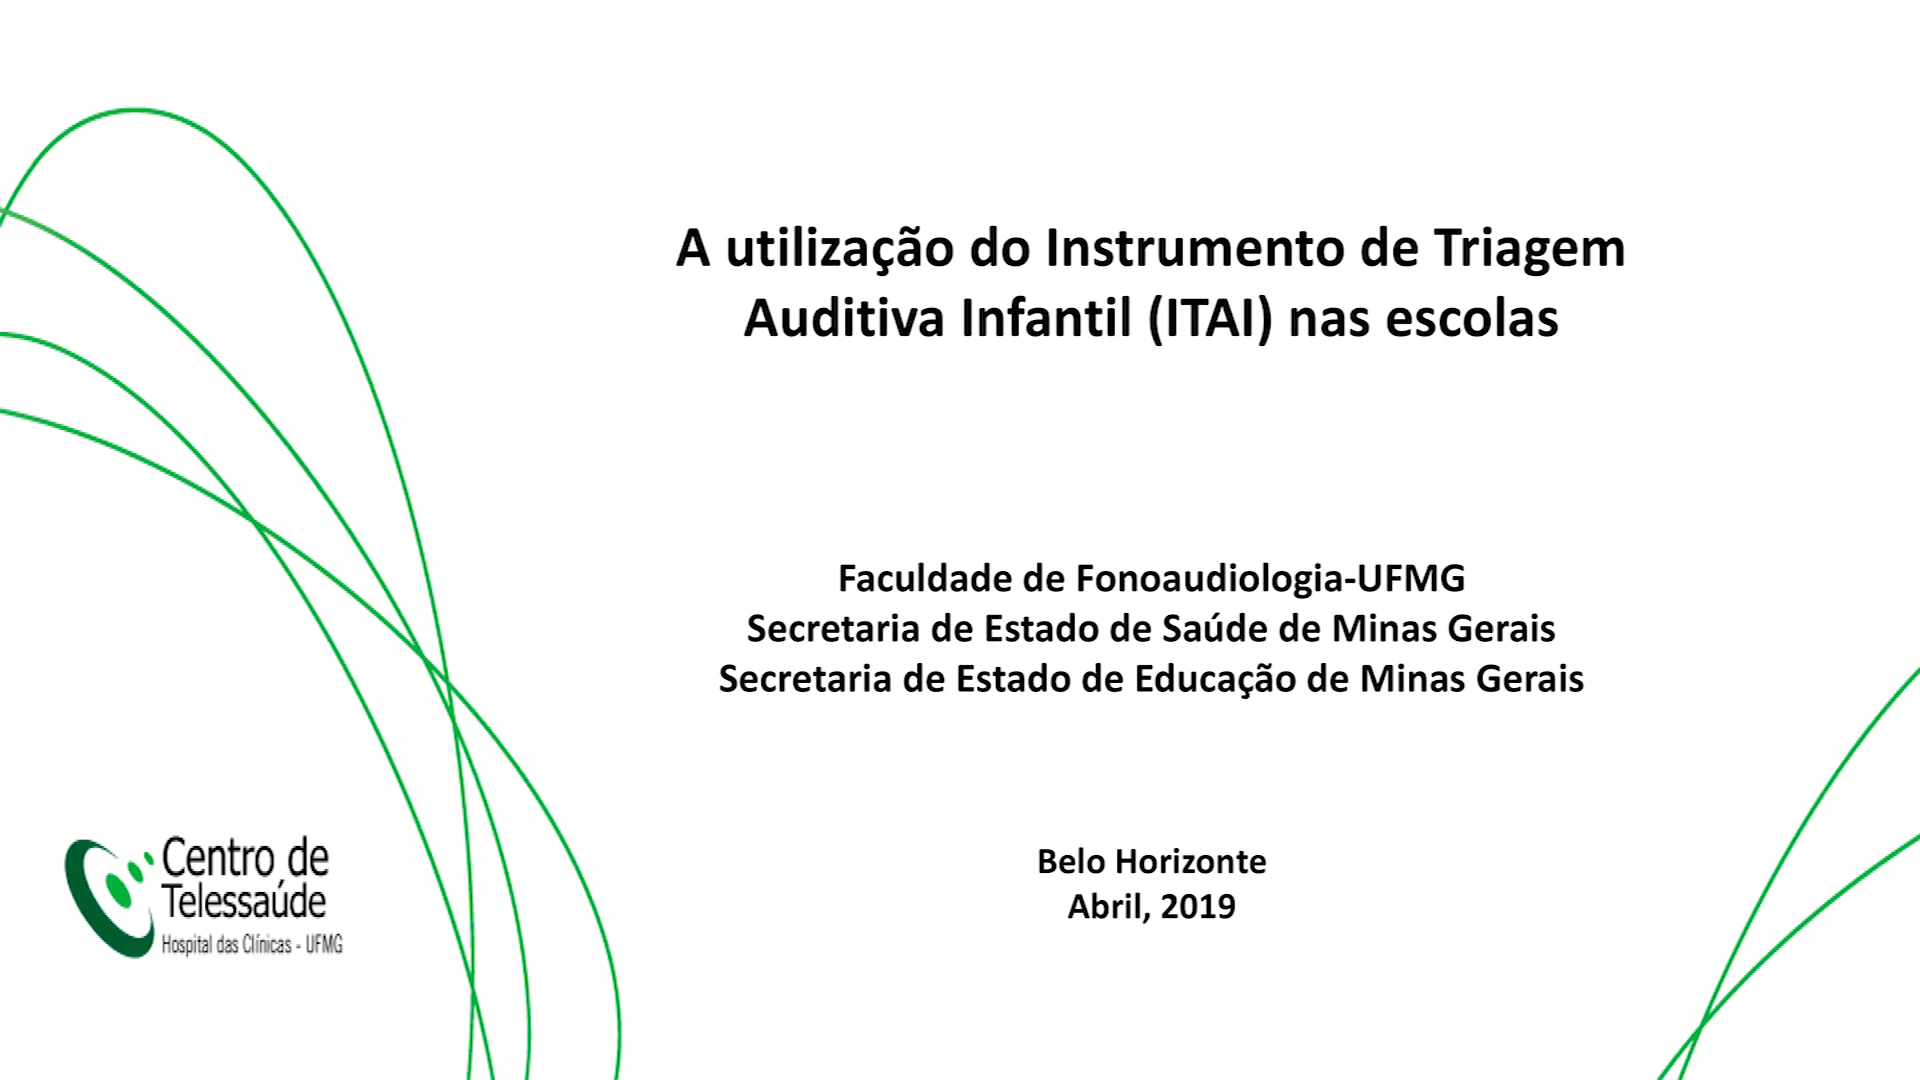 A utilização do Instrumento de Triagem
Auditiva Infantil (ITAI) nas escolas
Faculdade de Fonoaudiologia-UFMG
Secretaria de Estado de Saúde de Minas Gerais
Secretaria de Estado de Educação de Minas Gerais
Belo Horizonte
Abril, 2019
Centro de
Telessaúde
Hospital das Clínicas - UFMG